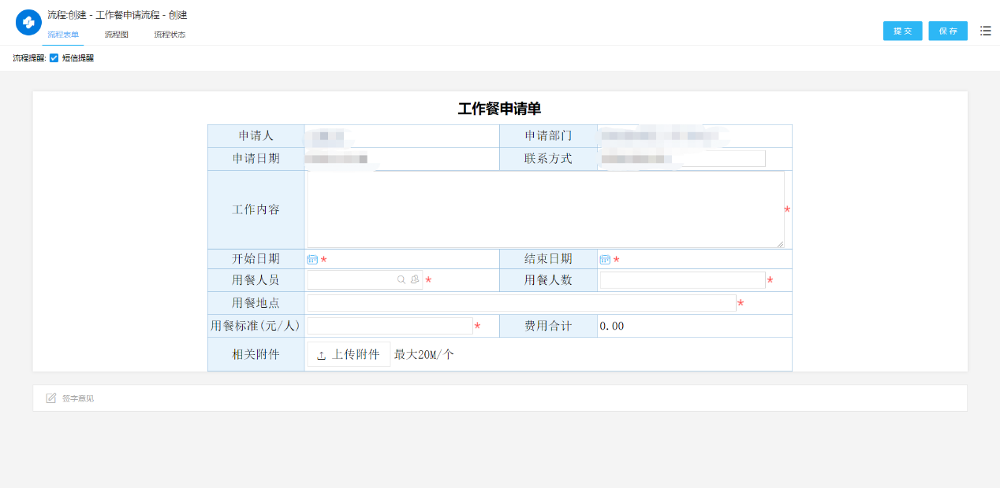 流程:创建 - 工作餐申请流程 - 创建
流程表单 流程图 流程状态
提 交 保 存
流程提醒: 短信提醒
工作餐申请单
申请人 申请部门
申请日期 联系方式
工作内容 *
开始日期 * 结束日期 *
用餐人员 * 用餐人数 *
用餐地点 *
用餐标准(元/人) * 费用合计 0.00
相关附件 上传附件 最大20M/个
签字意见